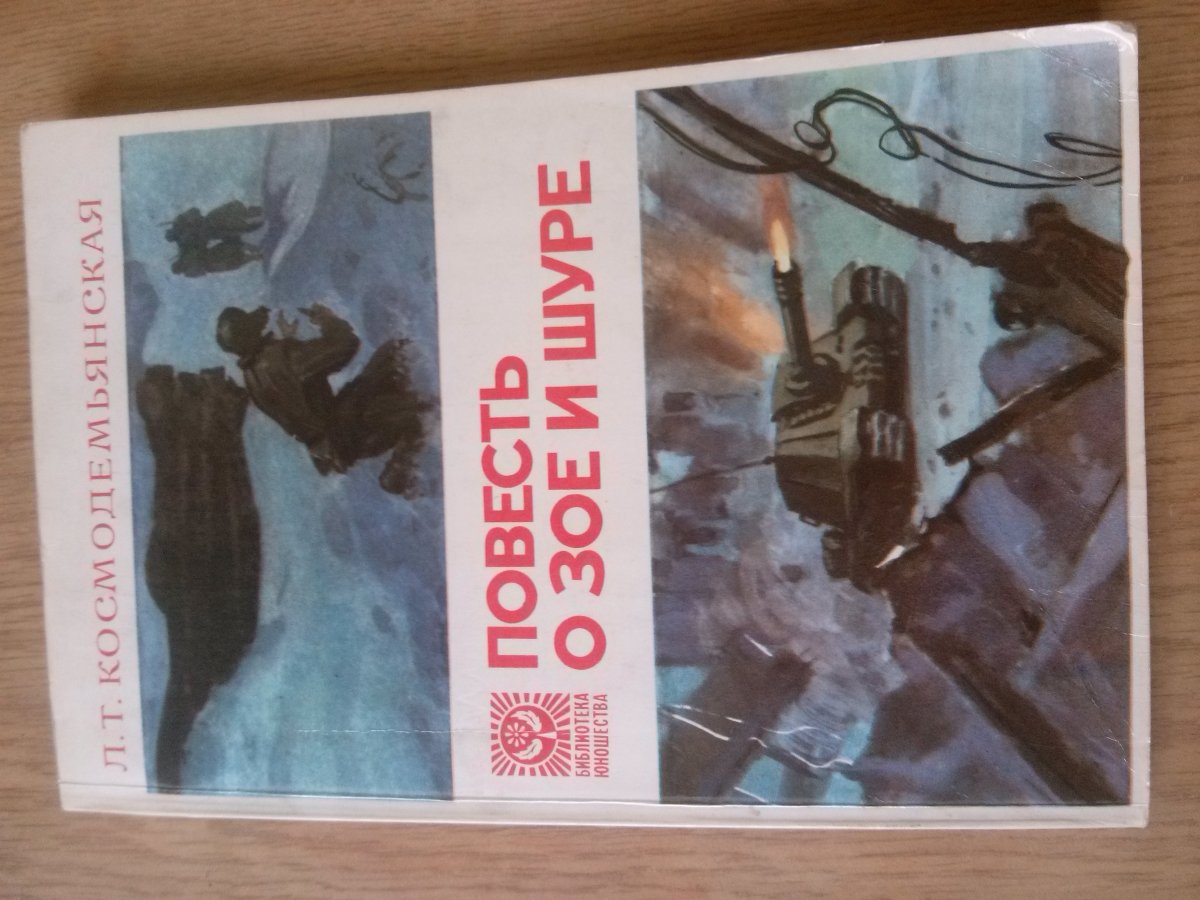 Л. Т. КОСМОДЕМЬЯНСКАЯ
ПОВЕСТЬ
О ЗОЕ И ШУРЕ
БИБЛИОТЕКА
ЮНОШЕСТВА